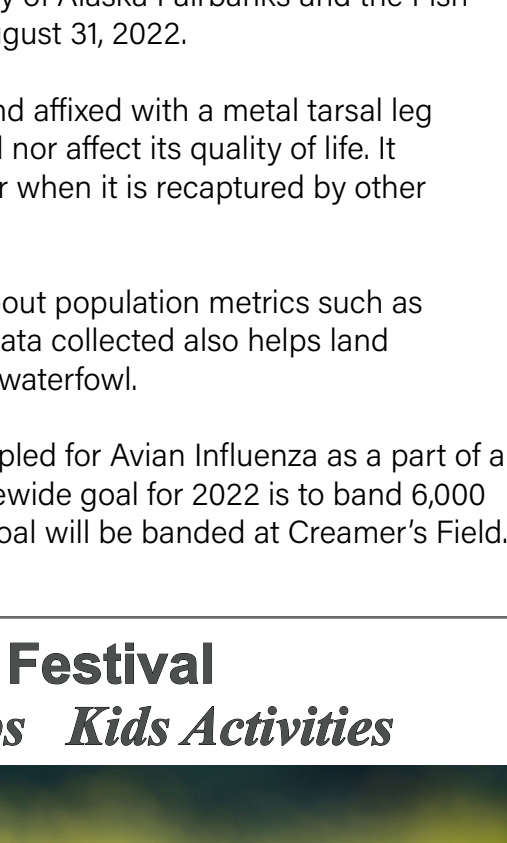 of Alaska Fairbanks and the Fish
gust 31, 2022.
nd affixed with a metal tarsal leg
nor affect its quality of life. It
r when it is recaptured by other
out population metrics such as
ata collected also helps land
waterfowl.
pled for Avian Influenza as a part of a
ewide goal for 2022 is to band 6,000
oal will be banded at Creamer's Field.
Festival
Kids Activities